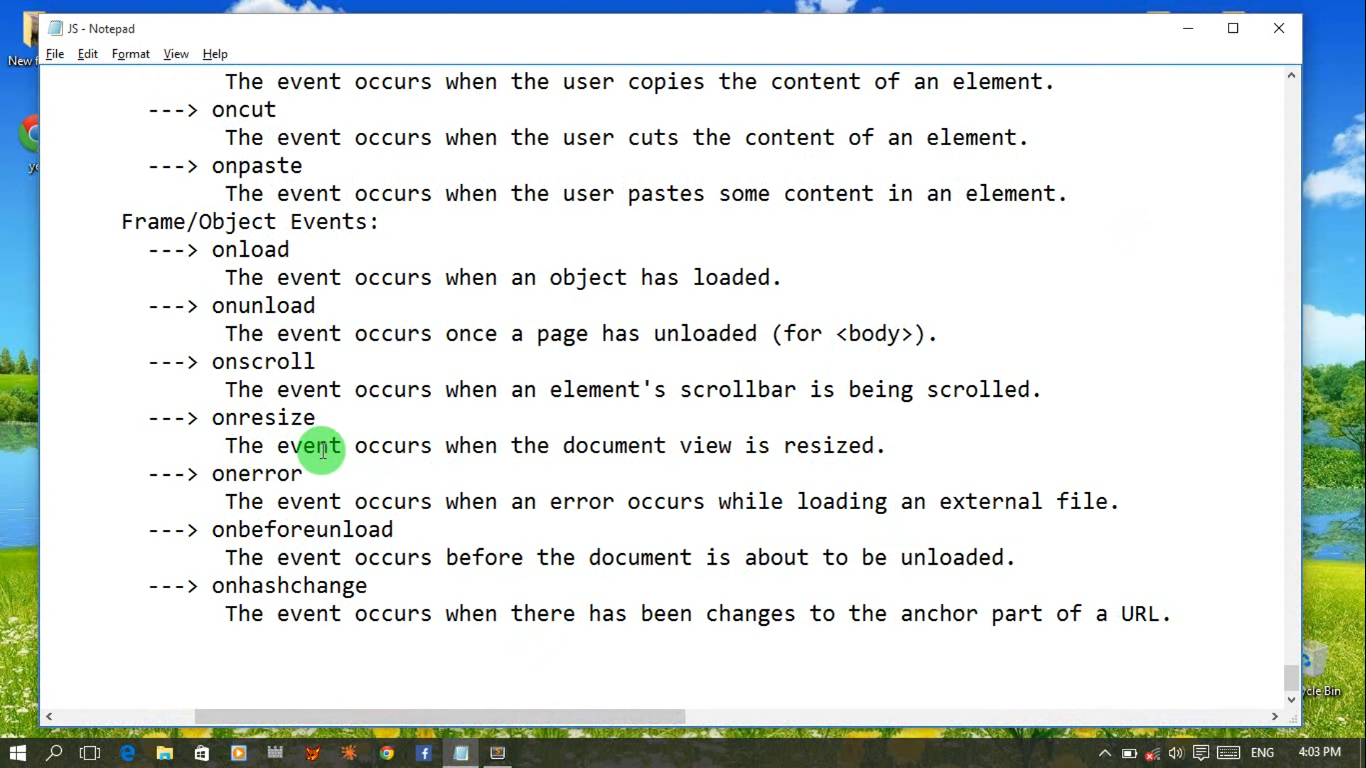 New f
JS - Notepad
File Edit Format View Help
The event occurs when the user copies the content of an element.
---> oncut
The event occurs when the user cuts the content of an element.
---> onpaste
The event occurs when the user pastes some content in an element.
Frame/Object Events:
---> onload
The event occurs when an object has loaded.
---> onunload
The event occurs once a page has unloaded (for <body>).
---> onscroll
The event occurs when an element's scrollbar is being scrolled.
---> onresize
The event occurs when the document view is resized.
---> onerror
The event occurs when an error occurs while loading an external file.
---> onbeforeunload
The event occurs before the document is about to be unloaded.
---> onhashchange
The event occurs when there has been changes to the anchor part of a URL.
ycle Bin
ENG 4:03 PM